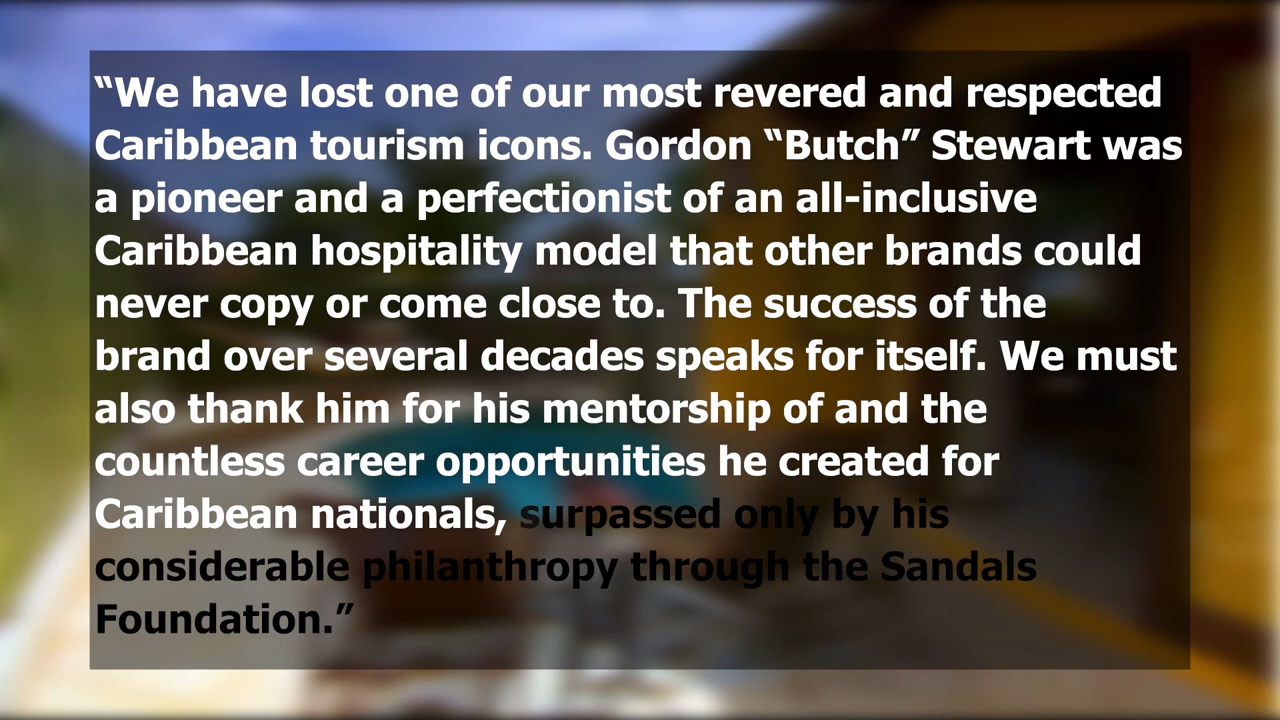 “We have lost one of our most revered and respected
Caribbean tourism icons. Gordon “Butch” Stewart was
a pioneer and a perfectionist of an all-inclusive
Caribbean hospitality model that other brands could
never copy or come close to. The success of the
brand over several decades speaks for itself. We must
also thank him for his mentorship of and the
countless career opportunities he created for
Caribbean nationals, surpassed only by his
considerable philanthropy through the Sandals
Foundation.”